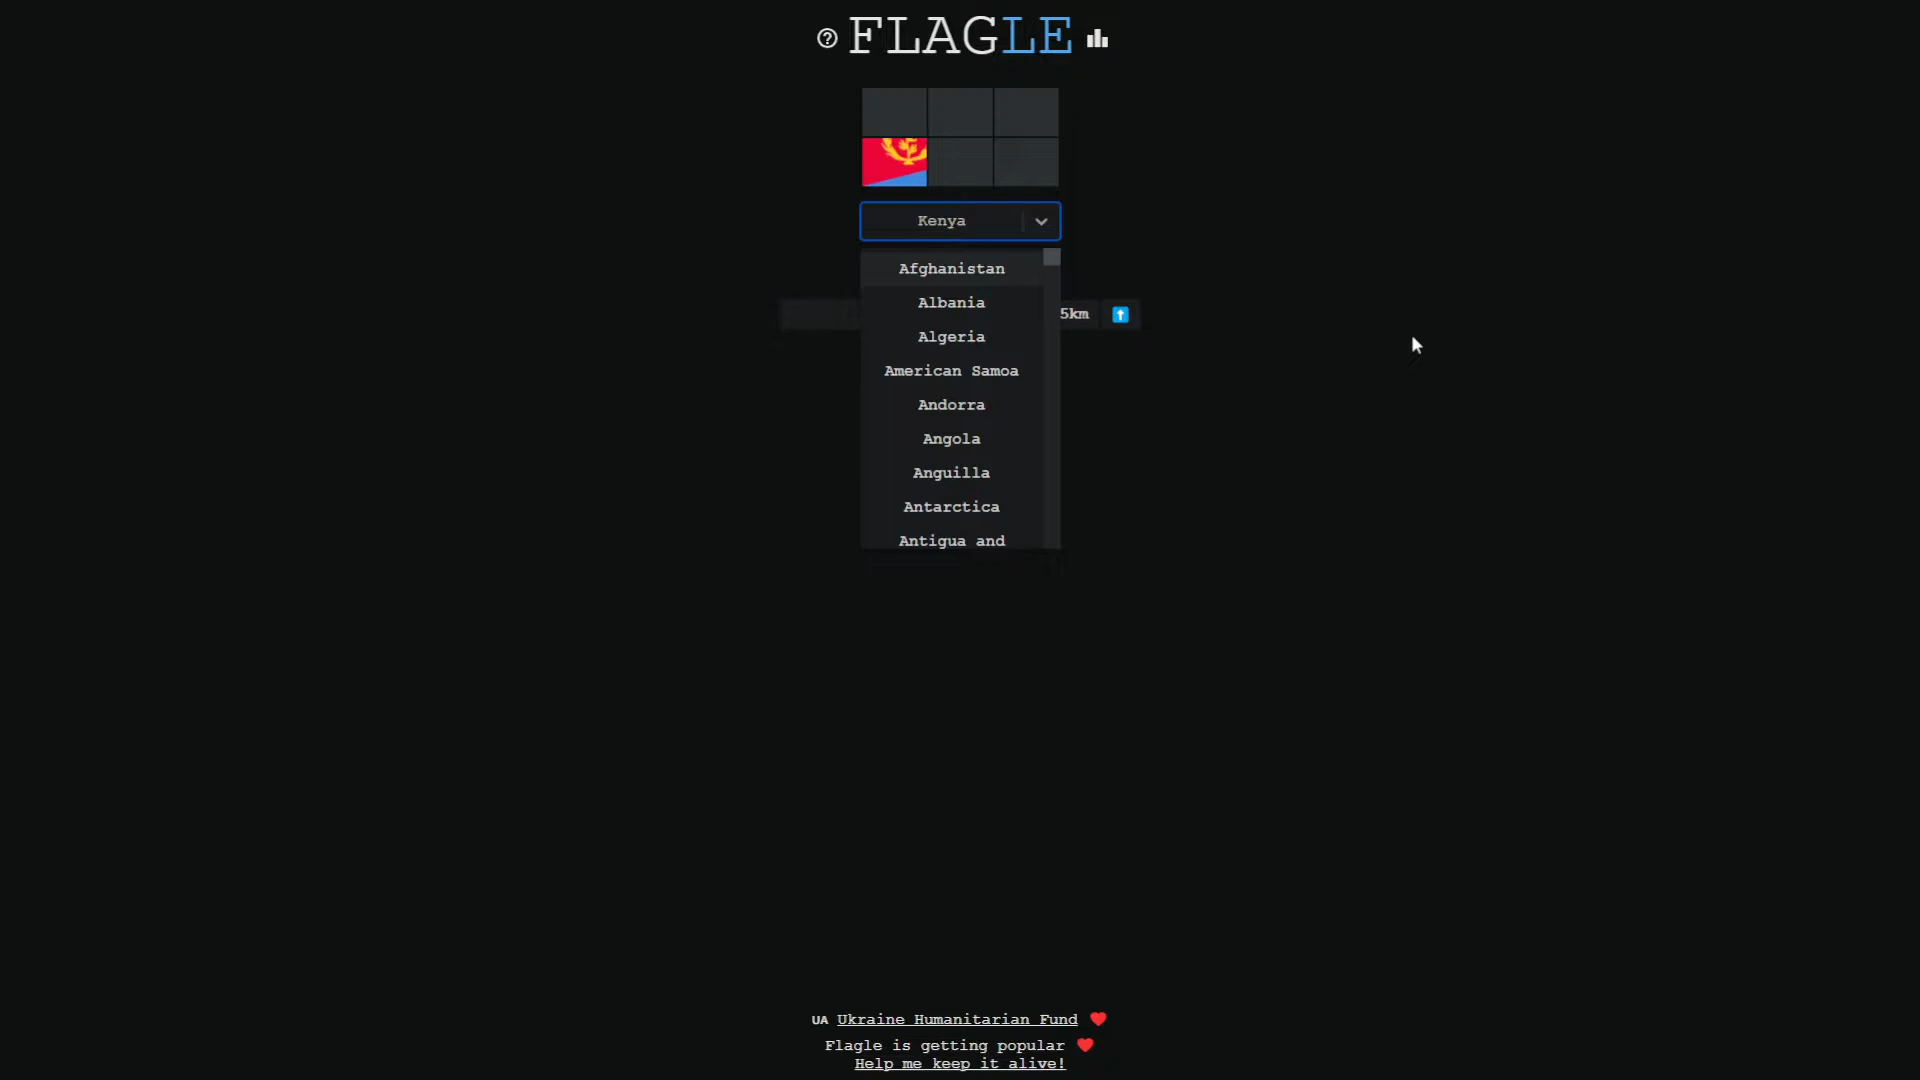 FLAGLE
Kenya
Afghanistan
Albania
5km
Algeria
American Samoa
Andorra
Angola
Anguilla
Antarctica
Antigua and
UA Ukraine Humanitarian Fund
Flagle is getting popular
Help me keep it alive!